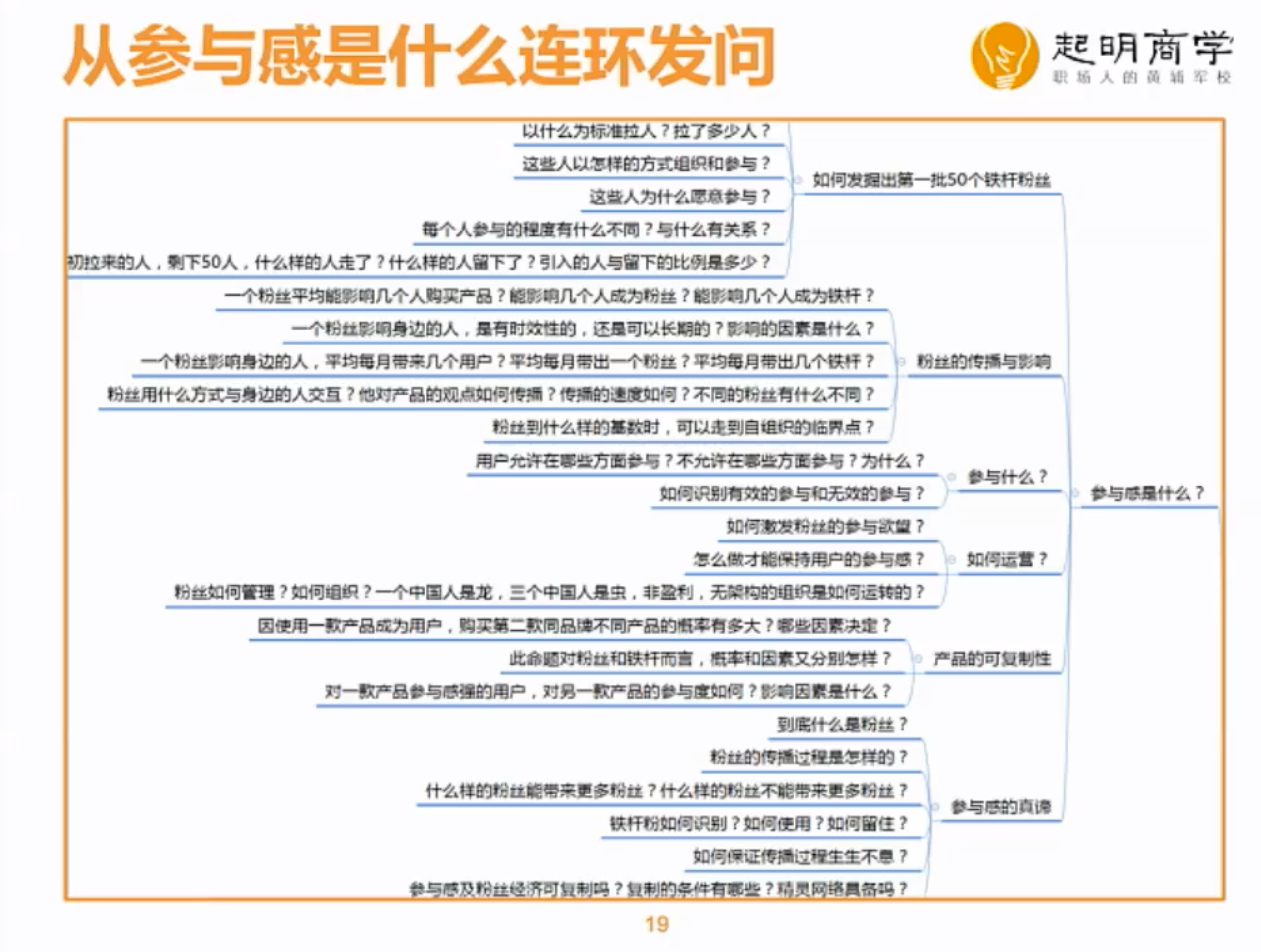 从参与感是什么连环发问
起明商学
职场人的黄埔军校
以什么为标准拉人？拉了多少人？
这些人以怎样的方式组织和参与？
如何发掘出第一批50个铁杆粉丝
这些人为什么愿意参与？
每个人参与的程度有什么不同？与什么有关系？
初拉来的人，剩下50人，什么样的人走了？什么样的人留下了？引入的人与留下的比例是多少？
一个粉丝平均能影响几个人购买产品？能影响几个人成为粉丝？能影响几个人成为铁杆？
一个粉丝影响身边的人，是有时效性的，还是可以长期的？影响的因素是什么？
一个粉丝影响身边的人，平均每月带来几个用户？平均每月带出一个粉丝？平均每月带出几个铁杆？
粉丝的传播与影响
粉丝用什么方式与身边的人交互？他对产品的观点如何传播？传播的速度如何？不同的粉丝有什么不同？
粉丝到什么样的基数时，可以走到自组织的临界点？
用户允许在哪些方面参与？不允许在哪些方面参与？为什么？
参与什么？
如何识别有效的参与和无效的参与？
参与感是什么？
如何激发粉丝的参与欲望？
怎么做才能保持用户的参与感？
如何运营？
粉丝如何管理？如何组织？一个中国人是龙，三个中国人是虫，非盈利，无架构的组织是如何运转的？
因使用一款产品成为用户，购买第二款同品牌不同产品的概率有多大？哪些因素决定？
此命题对粉丝和铁杆而言，概率和因素又分别怎样？
产品的可复制性
对一款产品参与感强的用户，对另一款产品的参与度如何？影响因素是什么？
到底什么是粉丝？
粉丝的传播过程是怎样的？
什么样的粉丝能带来更多粉丝？什么样的粉丝不能带来更多粉丝？
参与感的真谛
铁杆粉如何识别？如何使用？如何留住？
如何保证传播过程生生不息？
参与感及粉丝经济可复制吗？复制的条件有哪些？精灵网络具备吗？
19